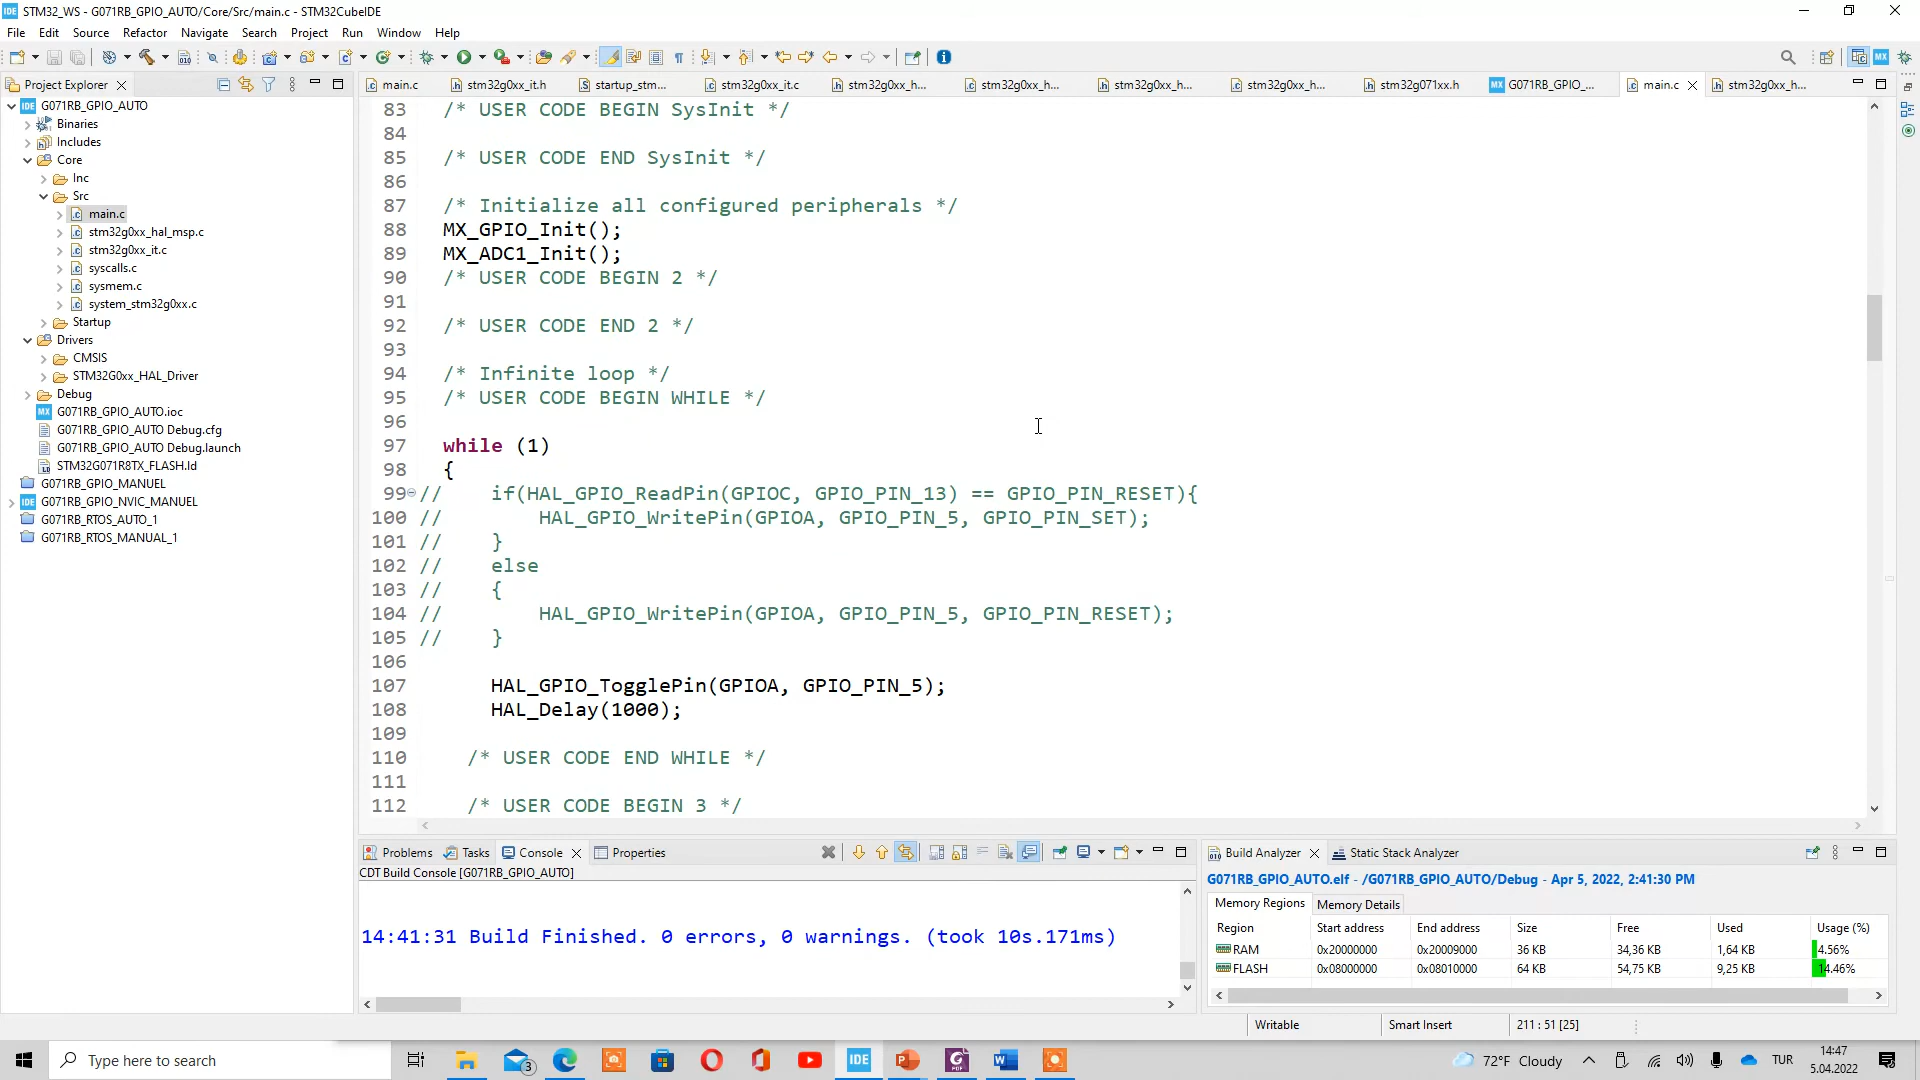 STM32_WS - G071RB_GPIO_AUTO/Core/Src/main.c - STM32CubeIDE
File Edit Source Refactor Navigate Search Project Run Window Help
Project Explorer
main.c
stm32g0xx_it.h
startup_stm...
stm32g0xx_it.c
stm32g0xx_h...
stm32g0xx_h...
stm32g0xx_h...
stm32g0xx_h...
stm32g071xx.h
G071RB_GPIO_...
main.c
stm32g0xx_h...
G071RB_GPIO_AUTO
Binaries
Includes
Core
Inc
Src
main.c
stm32g0xx_hal_msp.c
stm32g0xx_it.c
syscalls.c
sysmem.c
system_stm32g0xx.c
Startup
Drivers
CMSIS
STM32G0xx_HAL_Driver
Debug
G071RB_GPIO_AUTO.ioc
G071RB_GPIO_AUTO Debug.cfg
G071RB_GPIO_AUTO Debug.launch
STM32G071R8TX_FLASH.ld
G071RB_GPIO_MANUEL
G071RB_GPIO_NVIC_MANUEL
G071RB_RTOS_AUTO_1
G071RB_RTOS_MANUAL_1
83 /* USER CODE BEGIN SysInit */
84
85 /* USER CODE END SysInit */
86
87 /* Initialize all configured peripherals */
88 MX_GPIO_Init();
89 MX_ADC1_Init();
90 /* USER CODE BEGIN 2 */
91
92 /* USER CODE END 2 */
93
94 /* Infinite loop */
95 /* USER CODE BEGIN WHILE */
96
97 while (1)
98 {
99 // if(HAL_GPIO_ReadPin(GPIOC, GPIO_PIN_13) == GPIO_PIN_RESET){
100 // HAL_GPIO_WritePin(GPIOA, GPIO_PIN_5, GPIO_PIN_SET);
101 // }
102 // else
103 // {
104 // HAL_GPIO_WritePin(GPIOA, GPIO_PIN_5, GPIO_PIN_RESET);
105 // }
106
107 HAL_GPIO_TogglePin(GPIOA, GPIO_PIN_5);
108 HAL_Delay(1000);
109
110 /* USER CODE END WHILE */
111
112 /* USER CODE BEGIN 3 */
Problems Tasks Console Properties
CDT Build Console [G071RB_GPIO_AUTO]
14:41:31 Build Finished. 0 errors, 0 warnings. (took 10s.171ms)
Build Analyzer Static Stack Analyzer
G071RB_GPIO_AUTO.elf - /G071RB_GPIO_AUTO/Debug - Apr 5, 2022, 2:41:30 PM
Memory Regions Memory Details
Region Start address End address Size Free Used Usage (%)
RAM 0x20000000 0x20009000 36 KB 34,36 KB 1,64 KB 4.56%
FLASH 0x08000000 0x08010000 64 KB 54,75 KB 9,25 KB 14.46%
Writable Smart Insert 211 : 51 [25]
Type here to search
3
IDE
72°F Cloudy
TUR
14:47
5.04.2022